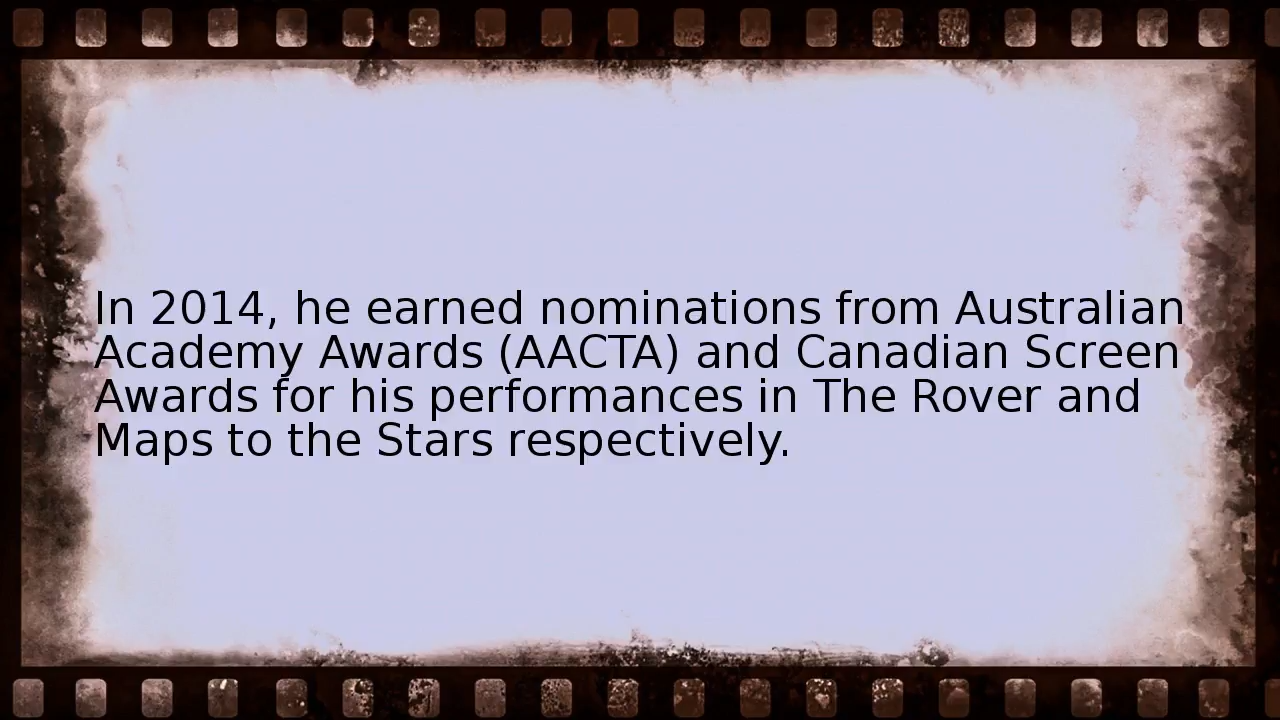 In 2014, he earned nominations from Australian
Academy Awards (AACTA) and Canadian Screen
Awards for his performances in The Rover and
Maps to the Stars respectively.